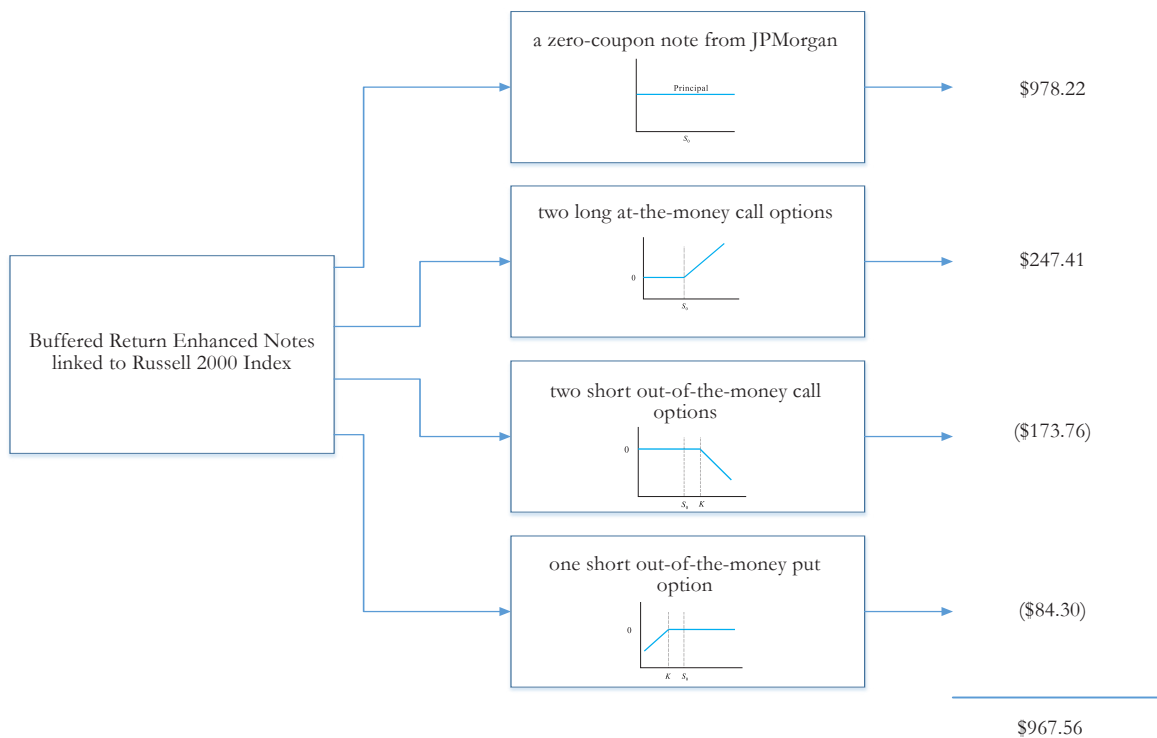 a zero-coupon note from JPMorgan
Principal
S₀
$978.22
two long at-the-money call options
0
S₀
$247.41
Buffered Return Enhanced Notes
linked to Russell 2000 Index
two short out-of-the-money call
options
0
S₀ K
($173.76)
one short out-of-the-money put
option
0
K S₀
($84.30)
$967.56